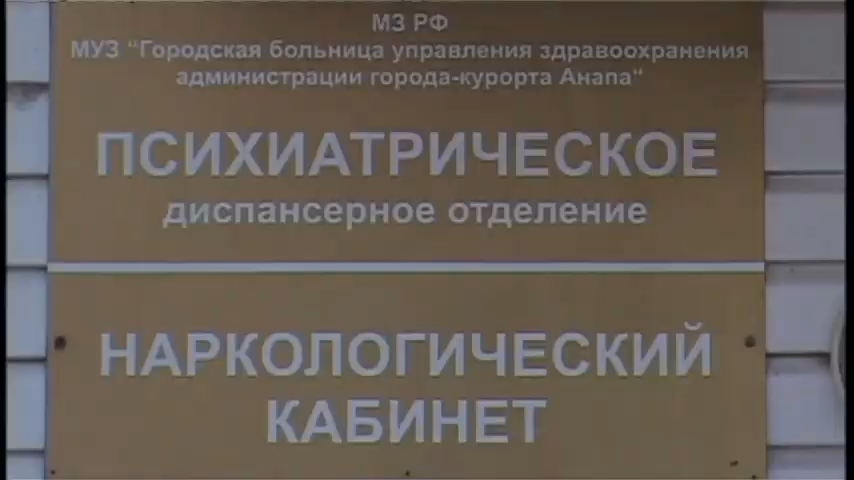 МЗ РФ
МУЗ "Городская больница управления здравоохранения
администрации города-курорта Анапа"
ПСИХИАТРИЧЕСКОЕ
диспансерное отделение
НАРКОЛОГИЧЕСКИЙ
КАБИНЕТ